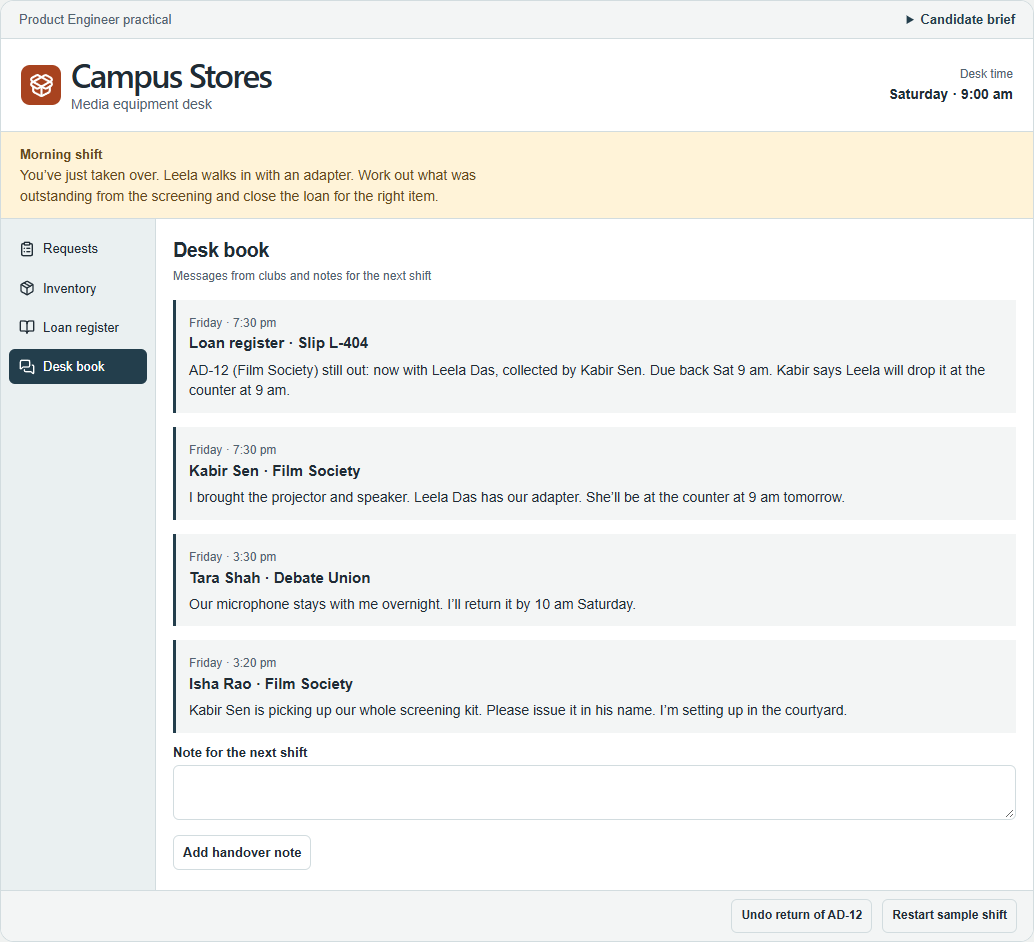 Product Engineer practical
▶ Candidate brief
Campus Stores
Media equipment desk
Desk time
Saturday · 9:00 am
Morning shift
You’ve just taken over. Leela walks in with an adapter. Work out what was
outstanding from the screening and close the loan for the right item.
Requests
Inventory
Loan register
Desk book
Desk book
Messages from clubs and notes for the next shift
Friday · 7:30 pm
Loan register · Slip L-404
AD-12 (Film Society) still out: now with Leela Das, collected by Kabir Sen. Due back Sat 9 am. Kabir says Leela will drop it at the
counter at 9 am.
Friday · 7:30 pm
Kabir Sen · Film Society
I brought the projector and speaker. Leela Das has our adapter. She’ll be at the counter at 9 am tomorrow.
Friday · 3:30 pm
Tara Shah · Debate Union
Our microphone stays with me overnight. I’ll return it by 10 am Saturday.
Friday · 3:20 pm
Isha Rao · Film Society
Kabir Sen is picking up our whole screening kit. Please issue it in his name. I’m setting up in the courtyard.
Note for the next shift
Add handover note
Undo return of AD-12
Restart sample shift